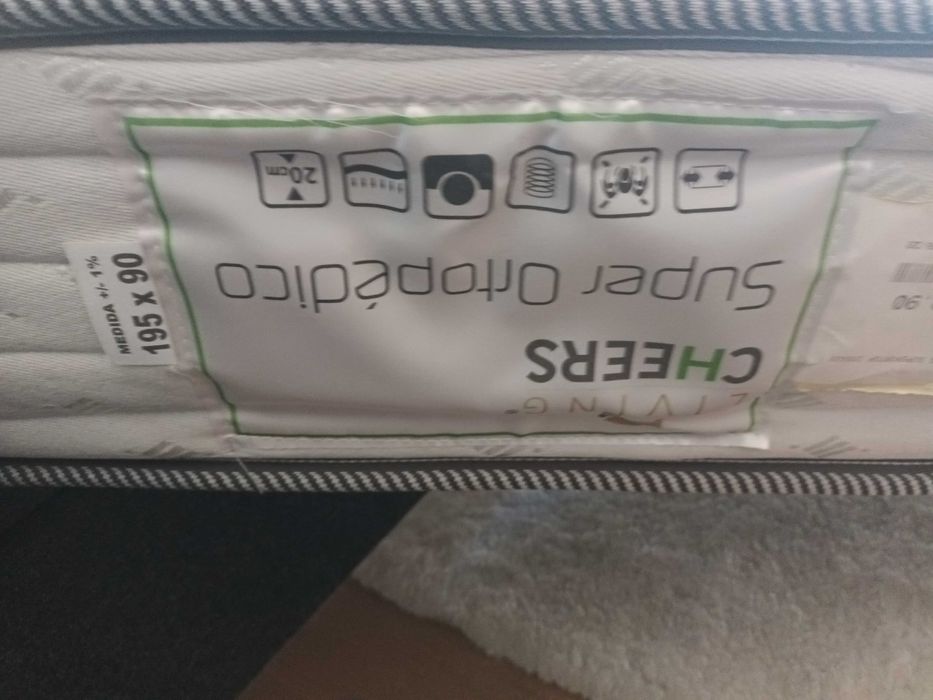 LIVING
CHEERS
Super Ortopédico
20cm
MEDIDA +/- 1%
195 x 90